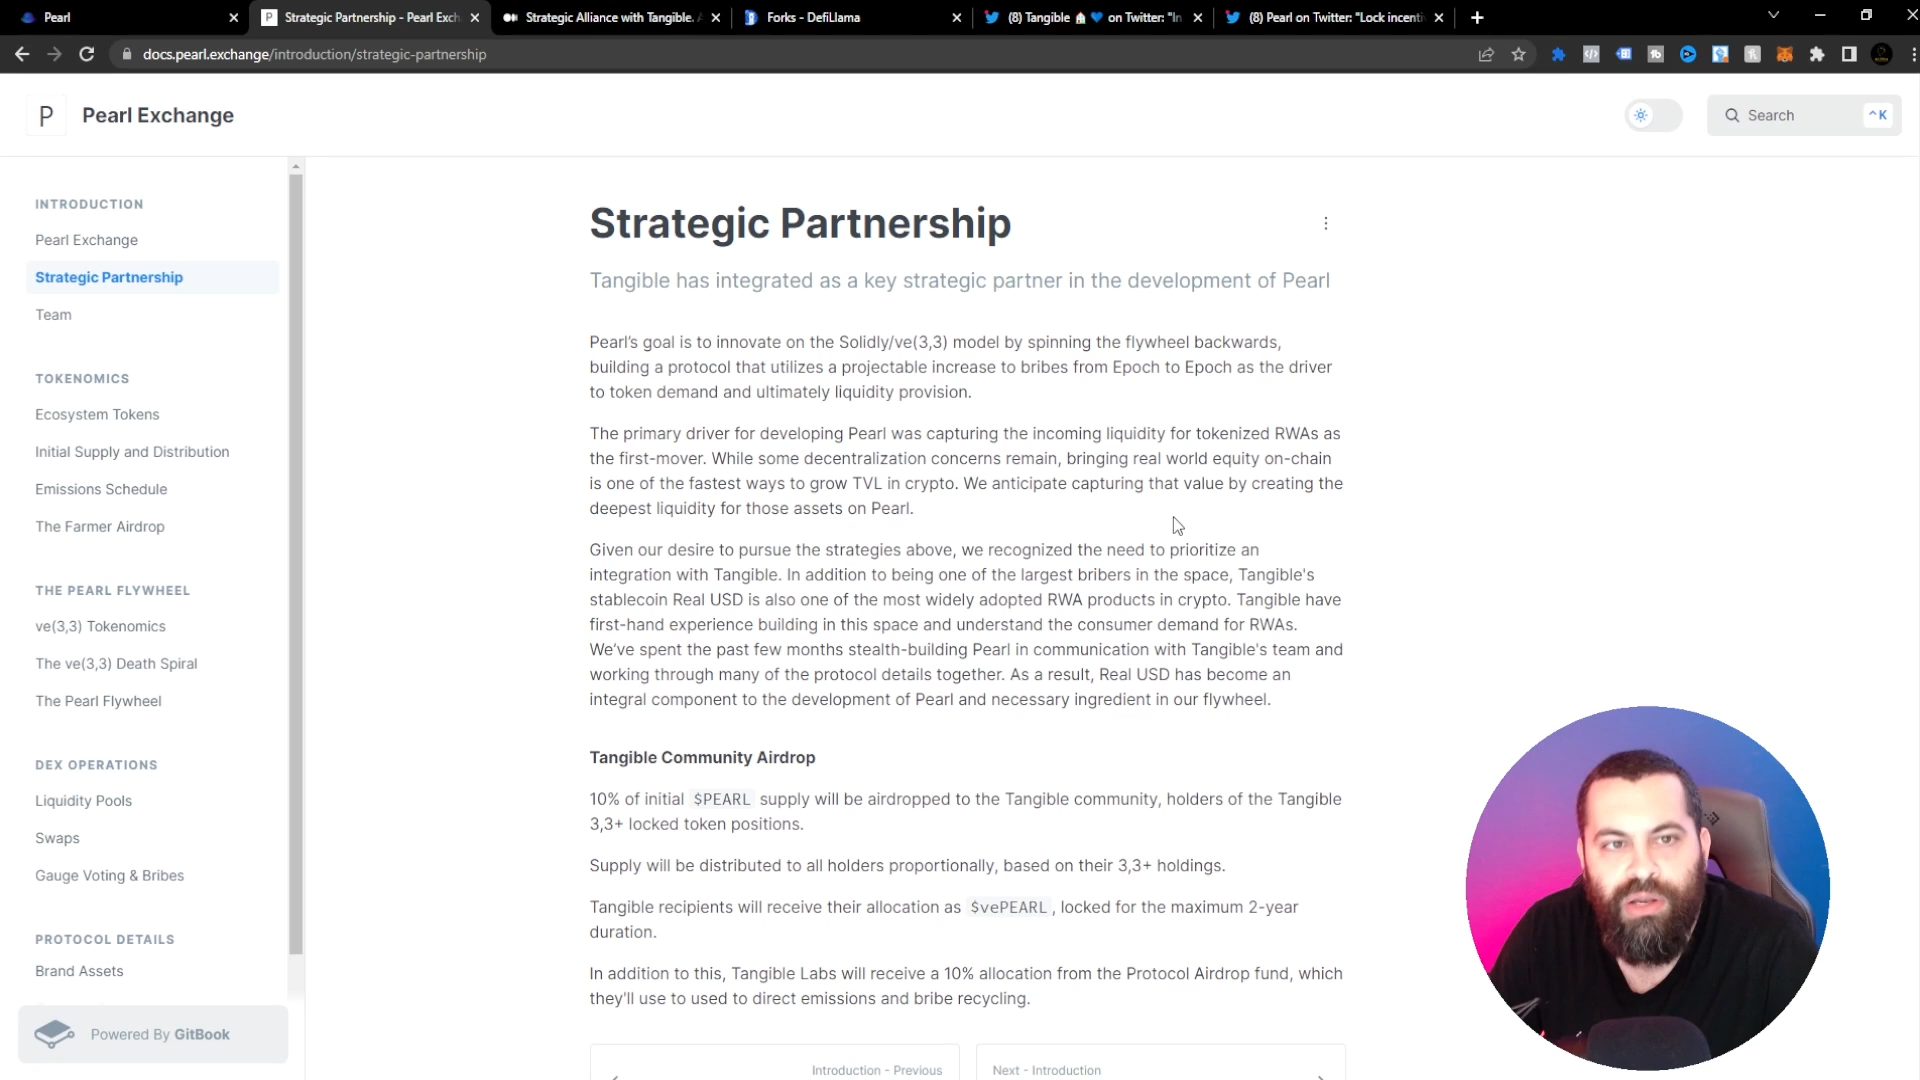 Pearl
Strategic Partnership - Pearl Exch
Strategic Alliance with Tangible.
Forks - DefiLlama
(8) Tangible 🏠💙 on Twitter: "In
(8) Pearl on Twitter: "Lock incenti
docs.pearl.exchange/introduction/strategic-partnership
P
Pearl Exchange
Search
^K
INTRODUCTION
Pearl Exchange
Strategic Partnership
Team
TOKENOMICS
Ecosystem Tokens
Initial Supply and Distribution
Emissions Schedule
The Farmer Airdrop
THE PEARL FLYWHEEL
ve(3,3) Tokenomics
The ve(3,3) Death Spiral
The Pearl Flywheel
DEX OPERATIONS
Liquidity Pools
Swaps
Gauge Voting & Bribes
PROTOCOL DETAILS
Brand Assets
Powered By GitBook
Strategic Partnership
Tangible has integrated as a key strategic partner in the development of Pearl
Pearl's goal is to innovate on the Solidly/ve(3,3) model by spinning the flywheel backwards,
building a protocol that utilizes a projectable increase to bribes from Epoch to Epoch as the driver
to token demand and ultimately liquidity provision.
The primary driver for developing Pearl was capturing the incoming liquidity for tokenized RWAs as
the first-mover. While some decentralization concerns remain, bringing real world equity on-chain
is one of the fastest ways to grow TVL in crypto. We anticipate capturing that value by creating the
deepest liquidity for those assets on Pearl.
Given our desire to pursue the strategies above, we recognized the need to prioritize an
integration with Tangible. In addition to being one of the largest bribers in the space, Tangible's
stablecoin Real USD is also one of the most widely adopted RWA products in crypto. Tangible have
first-hand experience building in this space and understand the consumer demand for RWAs.
We've spent the past few months stealth-building Pearl in communication with Tangible's team and
working through many of the protocol details together. As a result, Real USD has become an
integral component to the development of Pearl and necessary ingredient in our flywheel.
Tangible Community Airdrop
10% of initial $PEARL supply will be airdropped to the Tangible community, holders of the Tangible
3,3+ locked token positions.
Supply will be distributed to all holders proportionally, based on their 3,3+ holdings.
Tangible recipients will receive their allocation as $vePEARL, locked for the maximum 2-year
duration.
In addition to this, Tangible Labs will receive a 10% allocation from the Protocol Airdrop fund, which
they'll use to used to direct emissions and bribe recycling.
Introduction - Previous
Next - Introduction